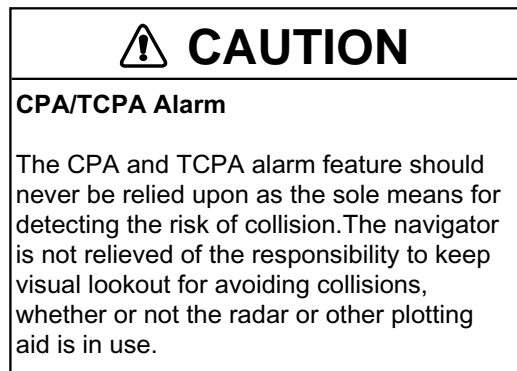 CAUTION
CPA/TCPA Alarm
The CPA and TCPA alarm feature should
never be relied upon as the sole means for
detecting the risk of collision.The navigator
is not relieved of the responsibility to keep
visual lookout for avoiding collisions,
whether or not the radar or other plotting
aid is in use.